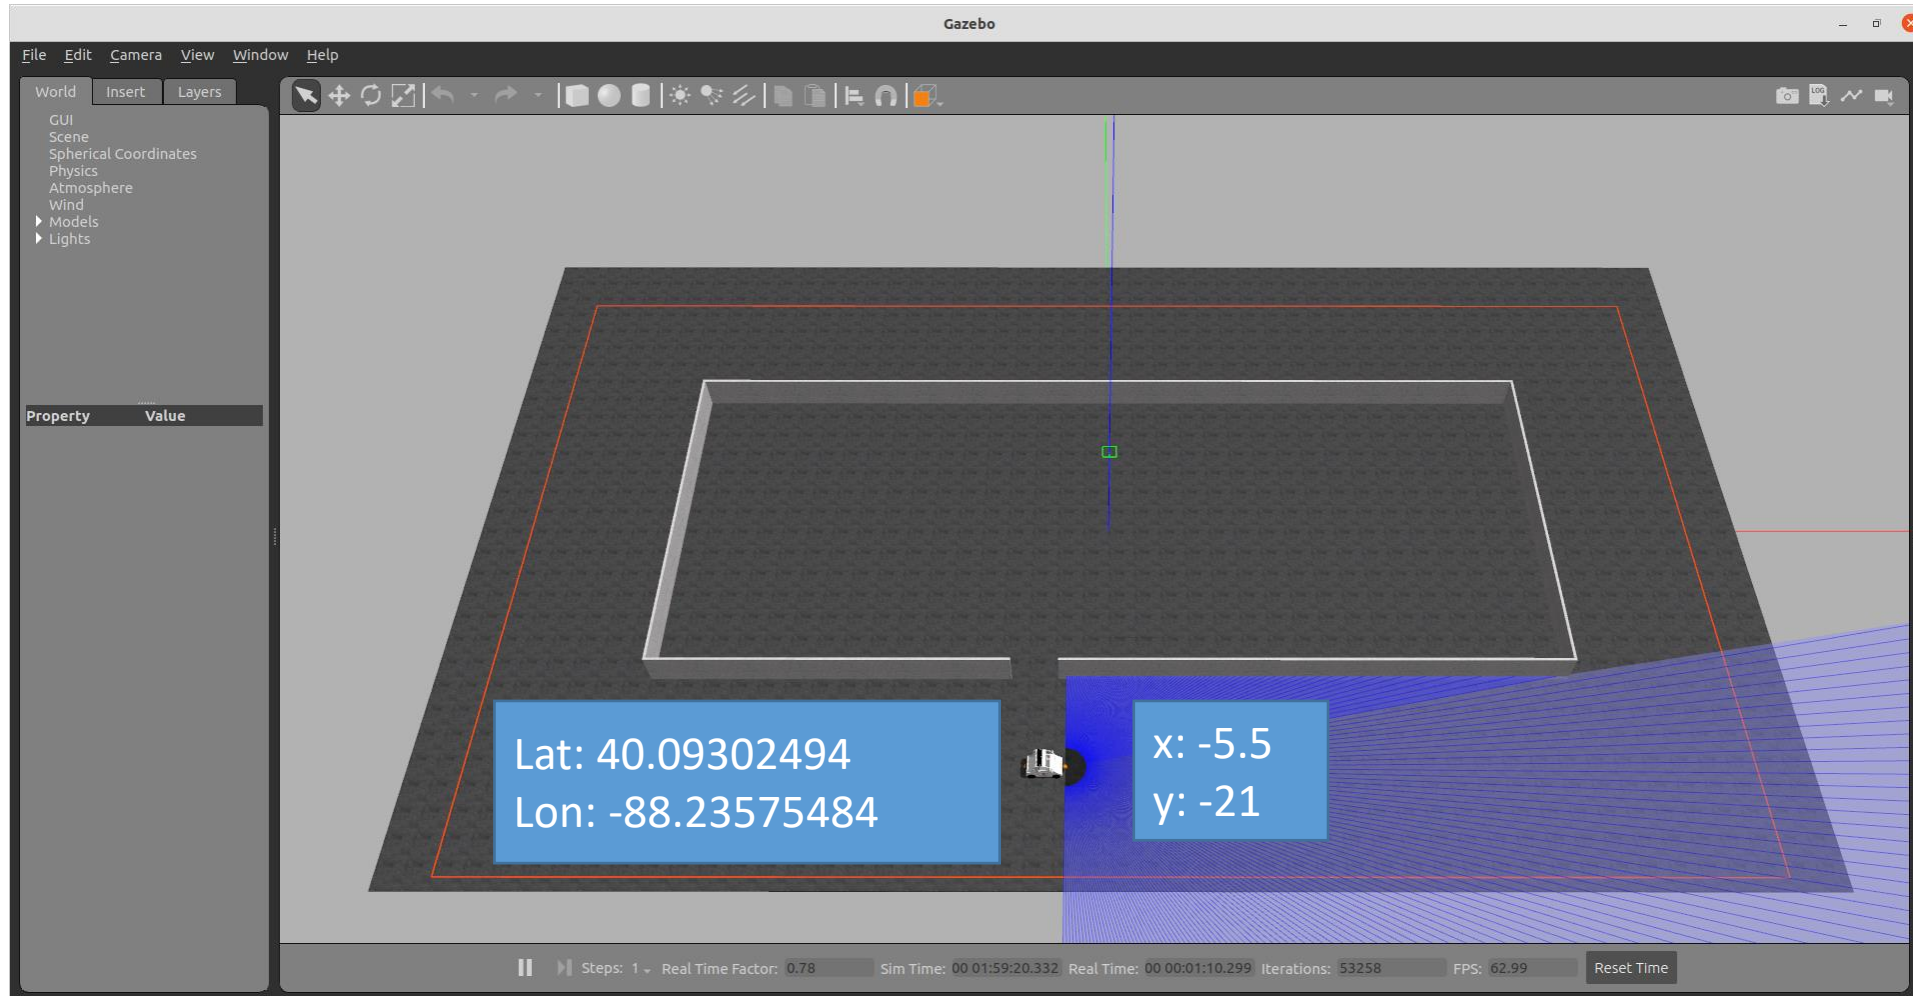 Gazebo
File Edit Camera View Window Help
World Insert Layers
GUI
Scene
Spherical Coordinates
Physics
Atmosphere
Wind
Models
Lights
Property Value
LOG
Lat: 40.09302494
Lon: -88.23575484
x: -5.5
y: -21
Steps: 1 Real Time Factor: 0.78 Sim Time: 00 01:59:20.332 Real Time: 00 00:01:10.299 Iterations: 53258 FPS: 62.99 Reset Time